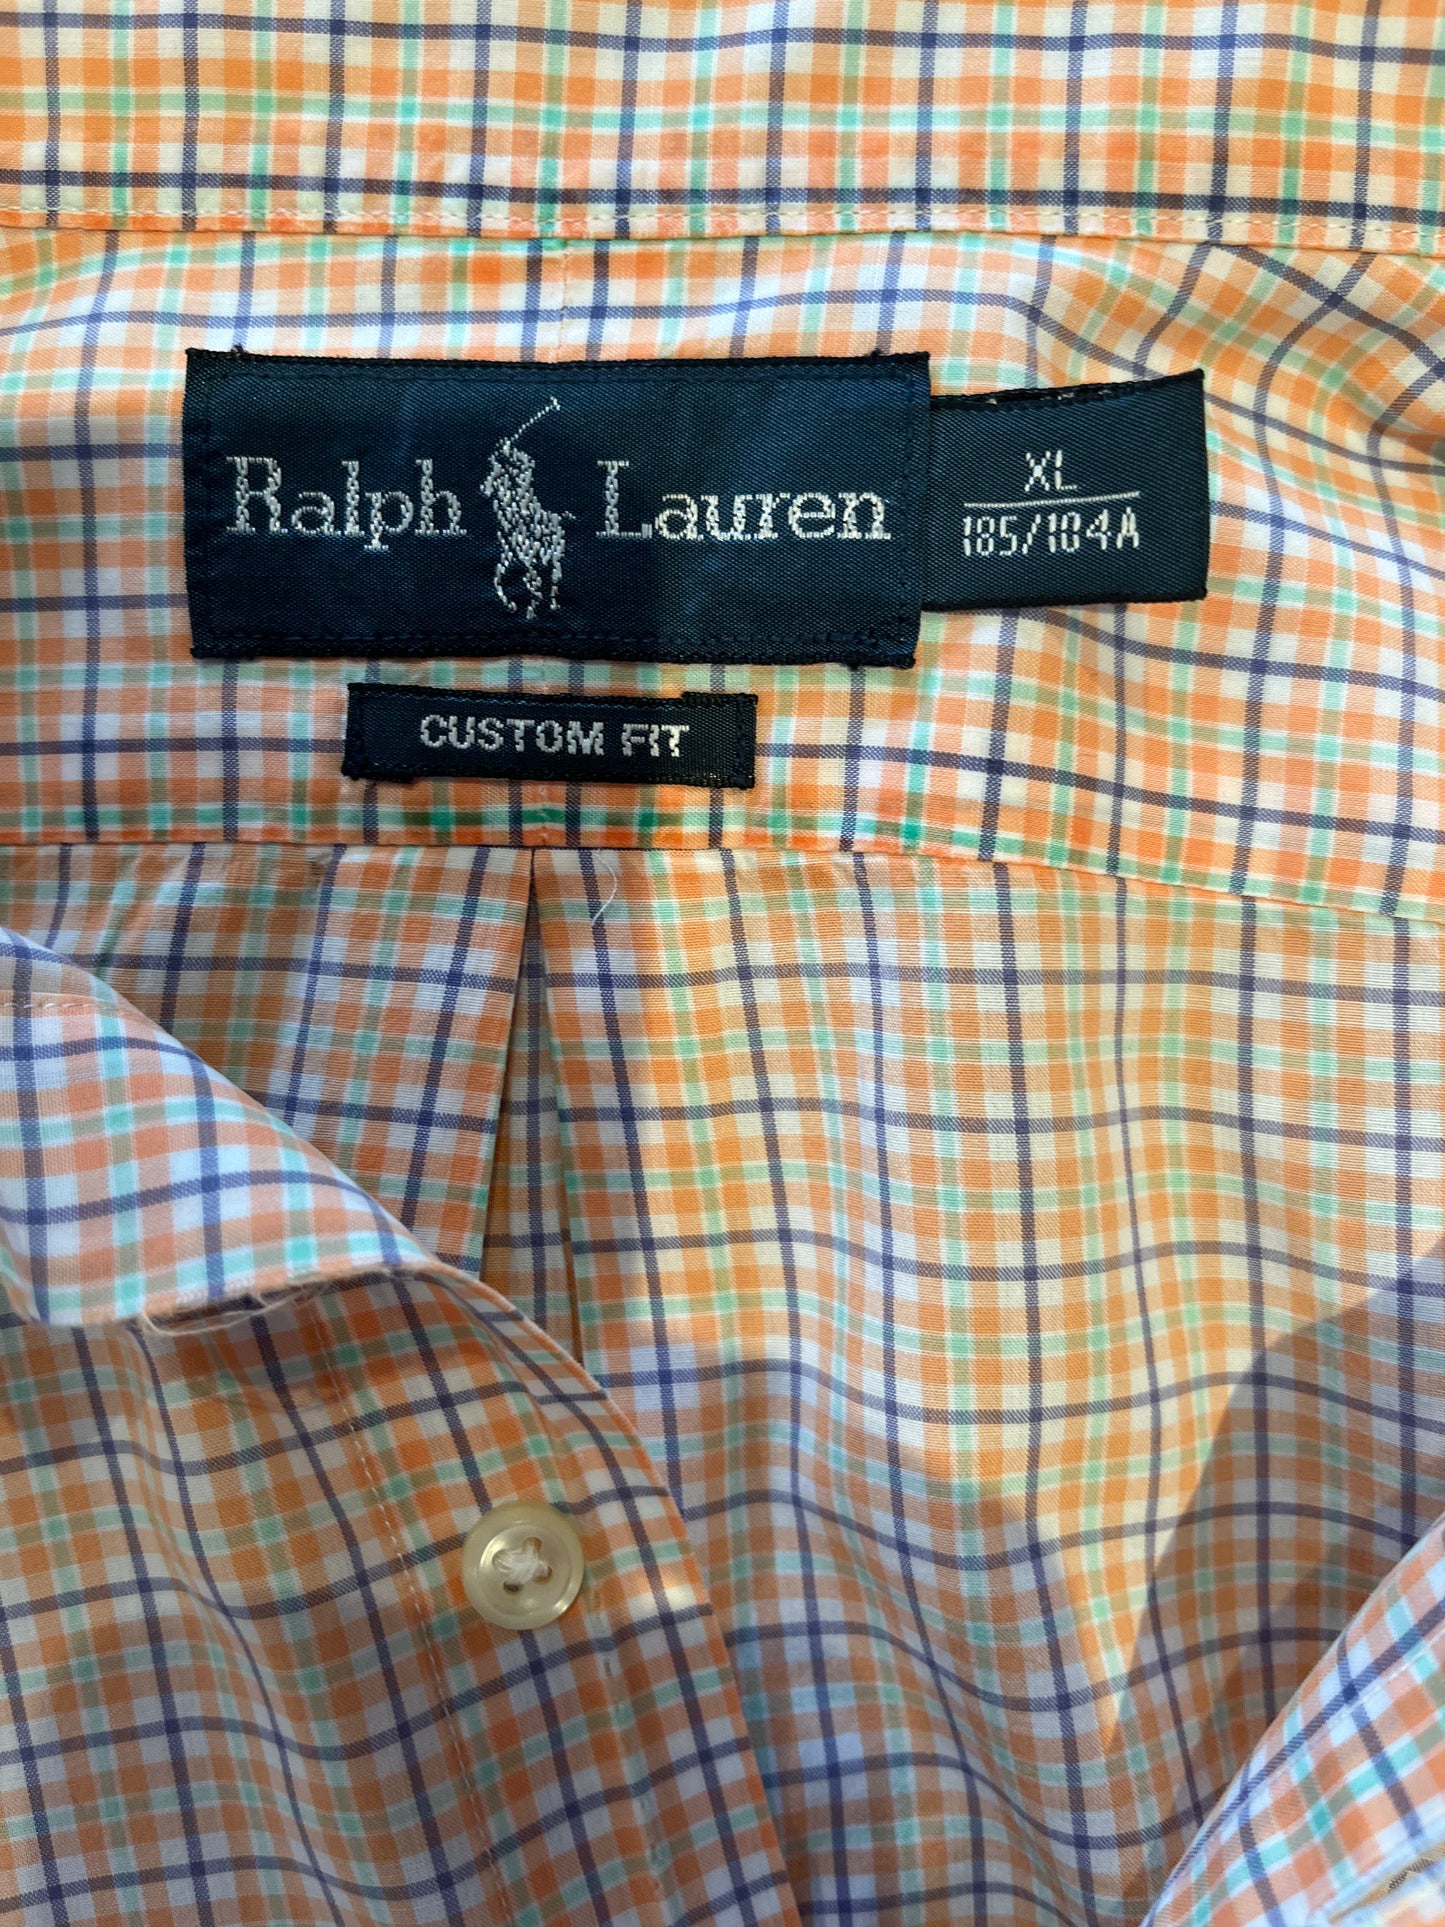 Ralph Lauren
XL
185/104A
CUSTOM FIT